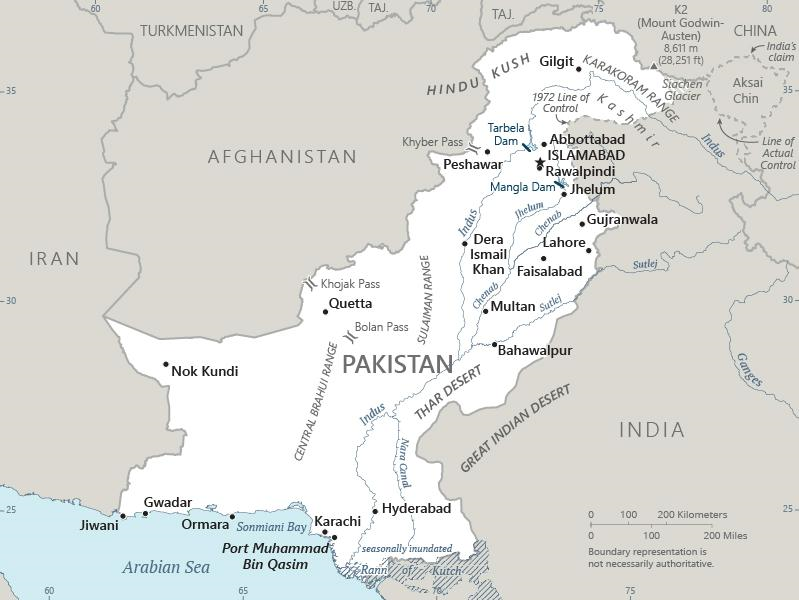 60
65
UZB.
70
TAJ.
TAJ.
75
80
TURKMENISTAN
K2
(Mount Godwin-
Austen)
8,611 m
(28,251 ft)
CHINA
India's
claim
HINDU KUSH
Gilgit
KARAKORAM RANGE
Siachen
Glacier
Aksai
Chin
35
35
1972 Line of
Control
Kashmir
Tarbela
Dam
Khyber Pass
Abbottabad
Indus
Line of
Actual
Control
AFGHANISTAN
Peshawar
ISLAMABAD
Rawalpindi
Mangla Dam
Jhelum
Jhelum
Indus
Chenab
Gujranwala
Dera
Ismail
Khan
Lahore
Faisalabad
Sutlej
IRAN
Khojak Pass
SULAIMAN RANGE
Chenab
30
30
Quetta
Multan
Sutlej
Bolan Pass
Bahawalpur
PAKISTAN
Nok Kundi
CENTRAL BRAHUI RANGE
THAR DESERT
Ganges
Indus
GREAT INDIAN DESERT
INDIA
Nara Canal
25
25
Gwadar
Jiwani
Ormara
Sonmiani Bay
Karachi
Hyderabad
Port Muhammad
Bin Qasim
seasonally inundated
Arabian Sea
Rann of Kutch
0 100 200 Kilometers
0 100 200 Miles
Boundary representation is
not necessarily authoritative.
60
65
70
75